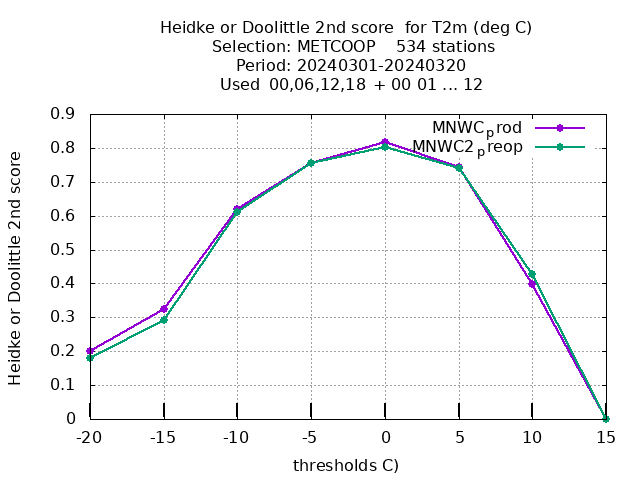 Heidke or Doolittle 2nd score for T2m (deg C)
Selection: METCOOP 534 stations
Period: 20240301-20240320
Used 00,06,12,18 + 00 01 ... 12
Heidke or Doolittle 2nd score
0.9
0.8
0.7
0.6
0.5
0.4
0.3
0.2
0.1
0
MNWCprod
MNWC2preop
-20 -15 -10 -5 0 5 10 15
thresholds C)